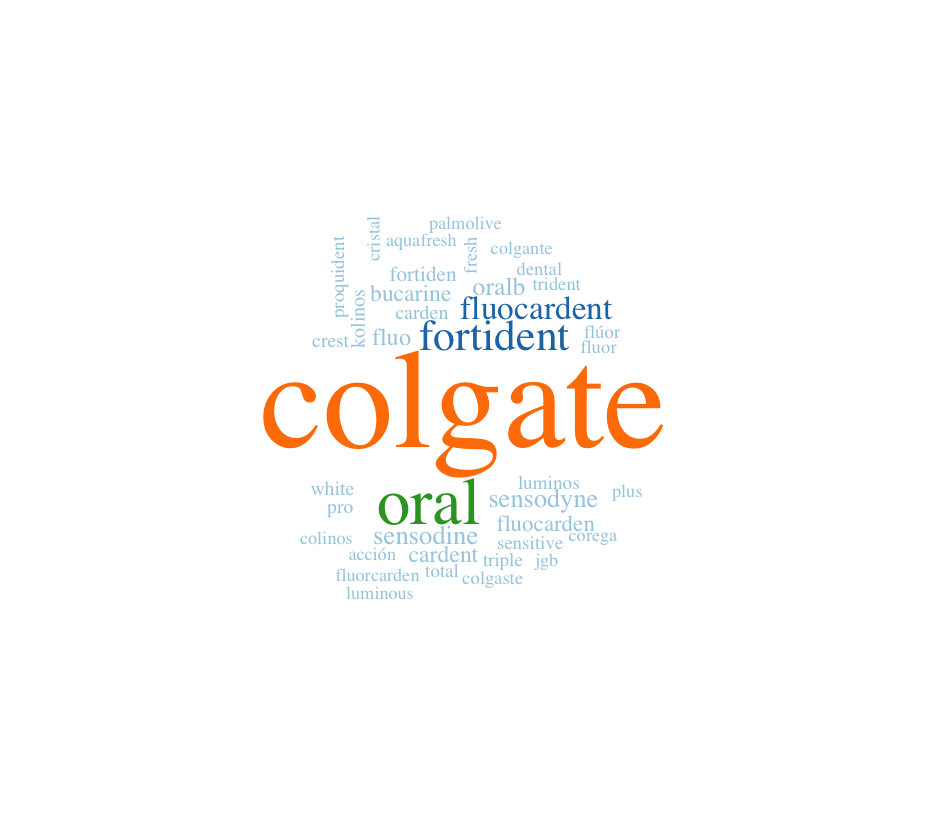 palmolive
cristal
aquafresh
fresh
colgante
proquident
fortiden
dental
kolinos
bucarine
oralb
trident
carden
fluocardent
crest
fluo
fortident
flúor
fluor
colgate
white
oral
luminos
plus
pro
sensodyne
colinos
sensodine
fluocarden
corega
acción
cardent
sensitive
triple
jgb
fluorcarden
total
colgaste
luminous